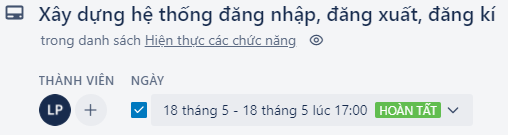 Xây dựng hệ thống đăng nhập, đăng xuất, đăng kí
trong danh sách Hiện thực các chức năng
THÀNH VIÊN NGÀY
LP + 18 tháng 5 - 18 tháng 5 lúc 17:00 HOÀN TẤT